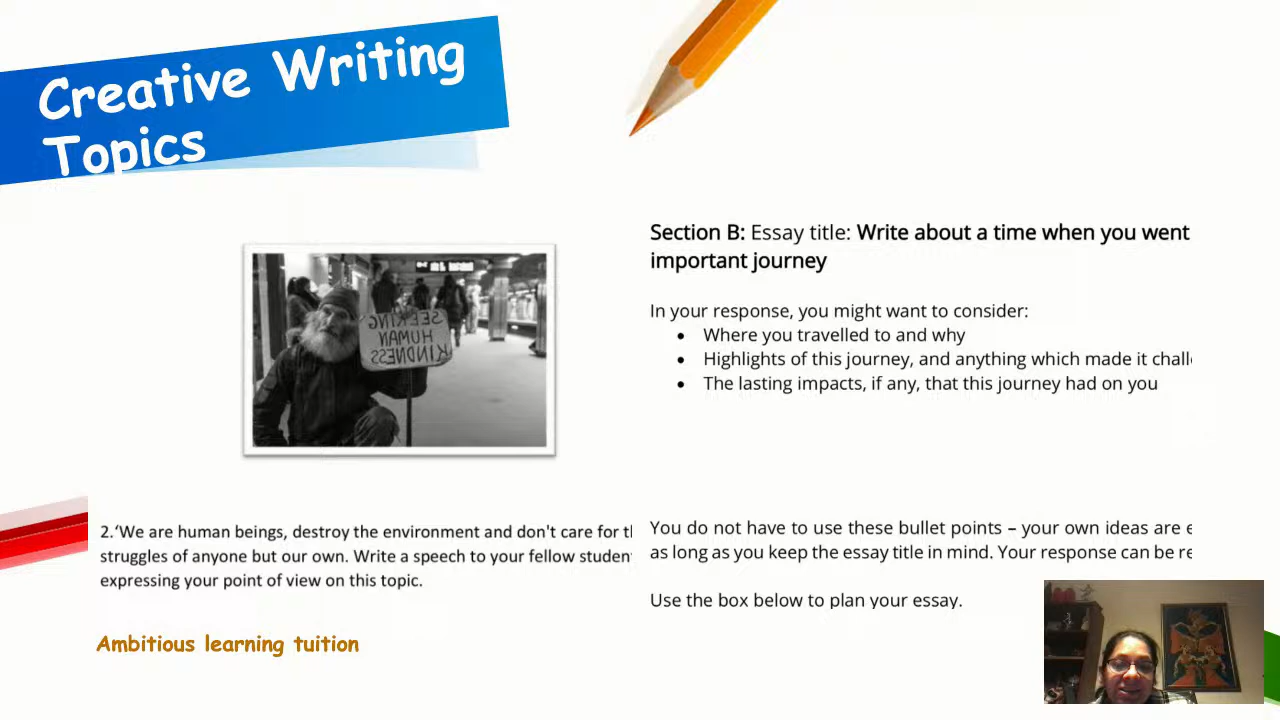 Creative Writing
Topics
SEEKING
HUMAN
KINDNESS
Section B: Essay title: Write about a time when you went
important journey
In your response, you might want to consider:
• Where you travelled to and why
• Highlights of this journey, and anything which made it
• The lasting impacts, if any, that this journey had on you
2.‘We are human beings, destroy the environment and don't care for
struggles of anyone but our own. Write a speech to your fellow
expressing your point of view on this topic.
You do not have to use these bullet points – your own ideas are
as long as you keep the essay title in mind. Your response can be
Use the box below to plan your essay.
Ambitious learning tuition